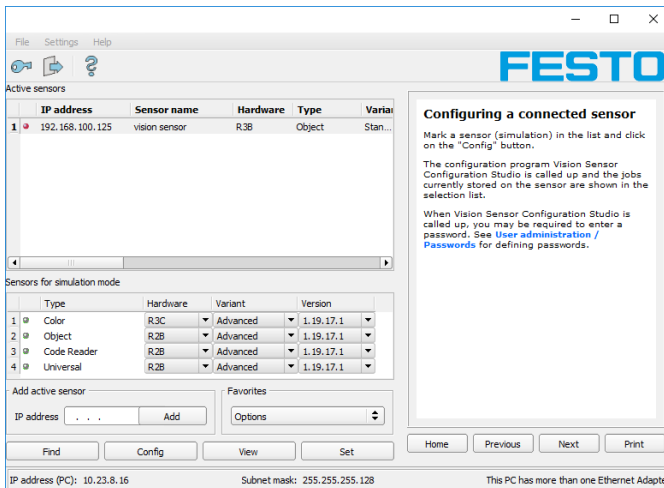 File Settings Help
FESTO
Active sensors
IP address Sensor name Hardware Type Varian
1 192.168.100.125 vision sensor R3B Object Stan...
Sensors for simulation mode
Type Hardware Variant Version
1 Color R3C Advanced 1.19.17.1
2 Object R2B Advanced 1.19.17.1
3 Code Reader R2B Advanced 1.19.17.1
4 Universal R2B Advanced 1.19.17.1
Add active sensor
IP address . . . Add
Favorites
Options
Find Config View Set
Configuring a connected sensor
Mark a sensor (simulation) in the list and click
on the "Config" button.
The configuration program Vision Sensor
Configuration Studio is called up and the jobs
currently stored on the sensor are shown in the
selection list.
When Vision Sensor Configuration Studio is
called up, you may be required to enter a
password. See User administration /
Passwords for defining passwords.
Home Previous Next Print
IP address (PC): 10.23.8.16 Subnet mask: 255.255.255.128 This PC has more than one Ethernet Adapte